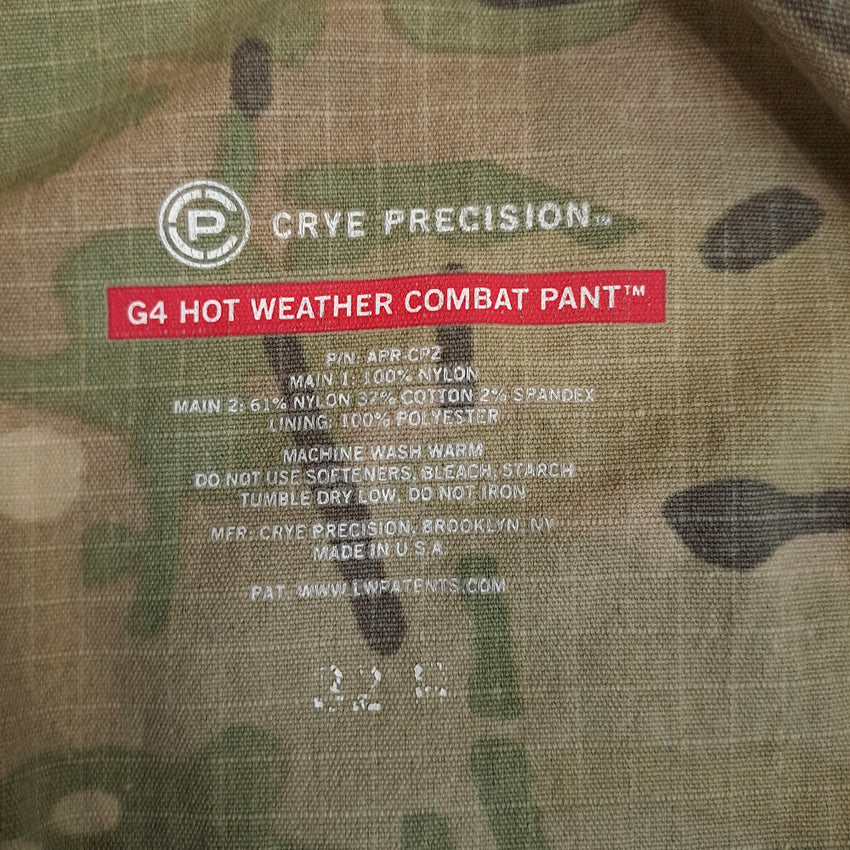 CP CRYE PRECISION™
G4 HOT WEATHER COMBAT PANT™
P/N: APR-CP2
MAIN 1: 100% NYLON
MAIN 2: 61% NYLON 37% COTTON 2% SPANDEX
LINING: 100% POLYESTER
MACHINE WASH WARM
DO NOT USE SOFTENERS, BLEACH, STARCH
TUMBLE DRY LOW, DO NOT IRON
MFR: CRYE PRECISION, BROOKLYN, NY
MADE IN U.S.A.
PAT. WWW.LWPATENTS.COM
32